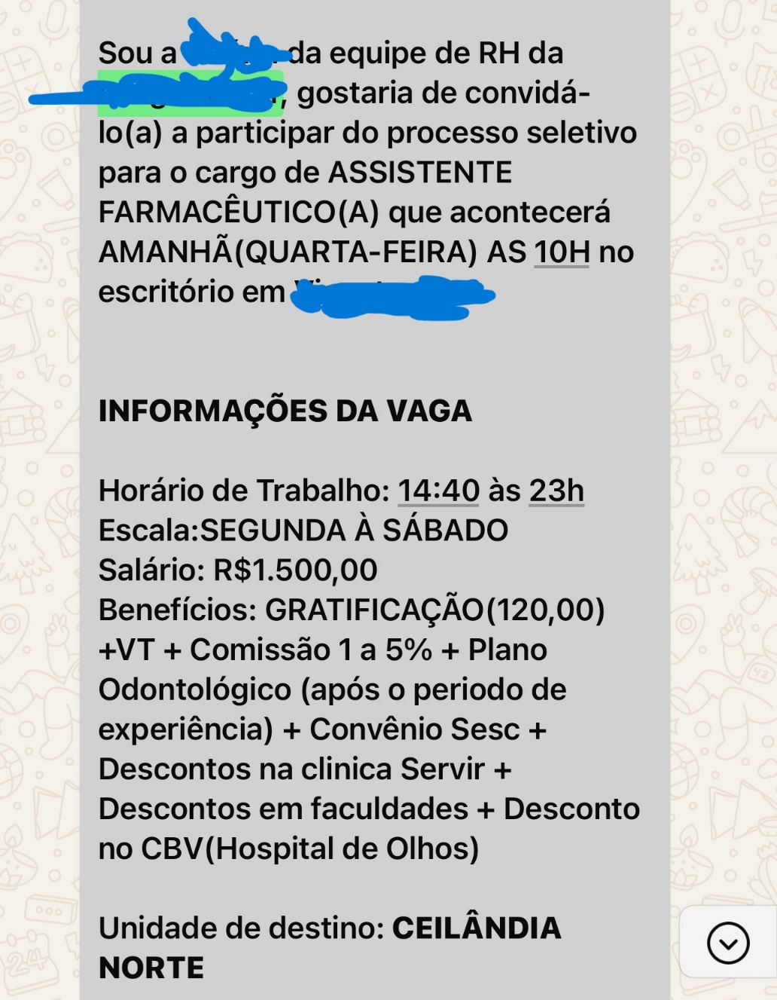 Sou a da equipe de RH da
, gostaria de convidá-
lo(a) a participar do processo seletivo
para o cargo de ASSISTENTE
FARMACÊUTICO(A) que acontecerá
AMANHÃ(QUARTA-FEIRA) AS 10H no
escritório em
INFORMAÇÕES DA VAGA
Horário de Trabalho: 14:40 às 23h
Escala:SEGUNDA À SÁBADO
Salário: R$1.500,00
Benefícios: GRATIFICAÇÃO(120,00)
+VT + Comissão 1 a 5% + Plano
Odontológico (após o periodo de
experiência) + Convênio Sesc +
Descontos na clinica Servir +
Descontos em faculdades + Desconto
no CBV(Hospital de Olhos)
Unidade de destino: CEILÂNDIA
NORTE